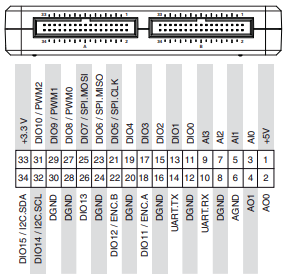 A
B
+3.3 V
DIO10 / PWM2
DIO9 / PWM1
DIO8 / PWM0
DIO7 / SPI.MOSI
DIO6 / SPI.MISO
DIO5 / SPI.CLK
DIO4
DIO3
DIO2
DIO1
DIO0
AI3
AI2
AI1
AI0
+5V
33 31 29 27 25 23 21 19 17 15 13 11 9 7 5 3 1
34 32 30 28 26 24 22 20 18 16 14 12 10 8 6 4 2
DIO15 / I2C.SDA
DIO14 / I2C.SCL
DGND
DGND
DIO13
DGND
DIO12 / ENC.B
DGND
DIO11 / ENC.A
DGND
UART.TX
DGND
UART.RX
DGND
AGND
AO1
AO0